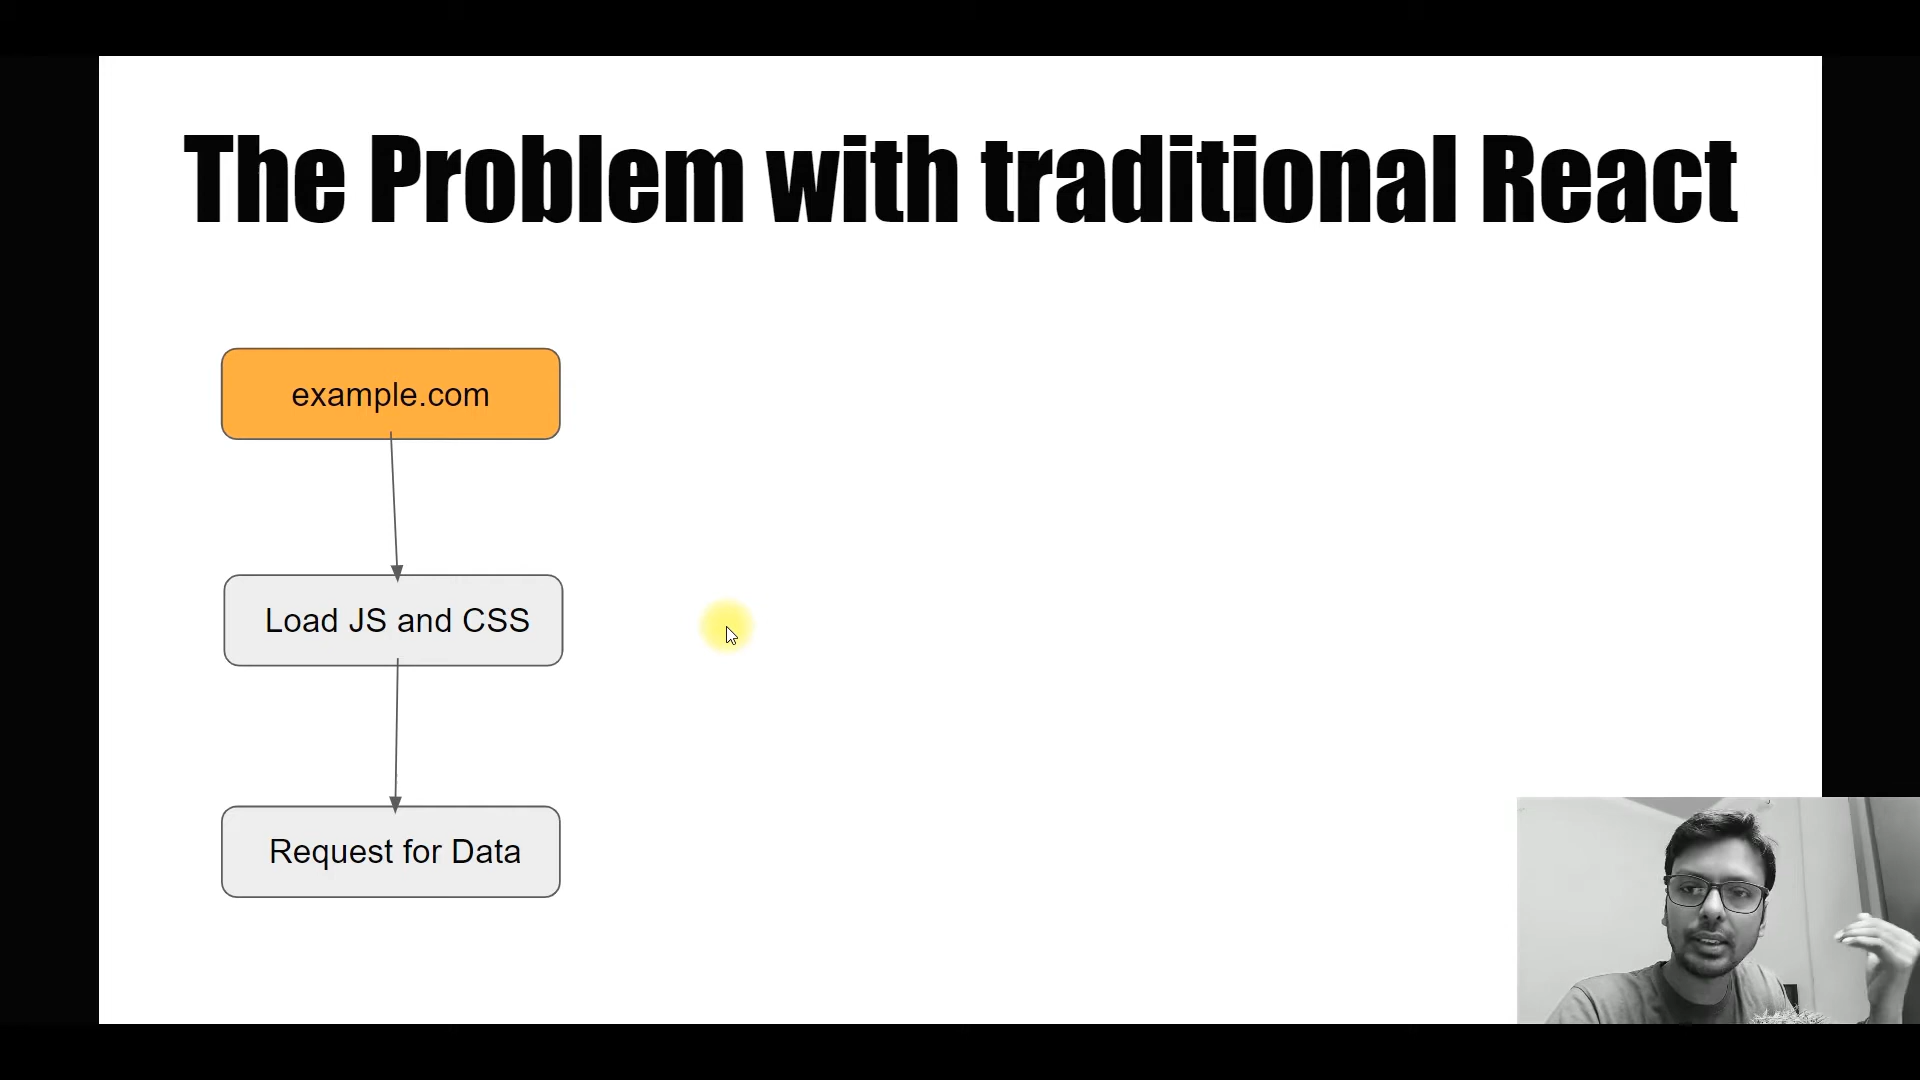 The Problem with traditional React
example.com
Load JS and CSS
Request for Data